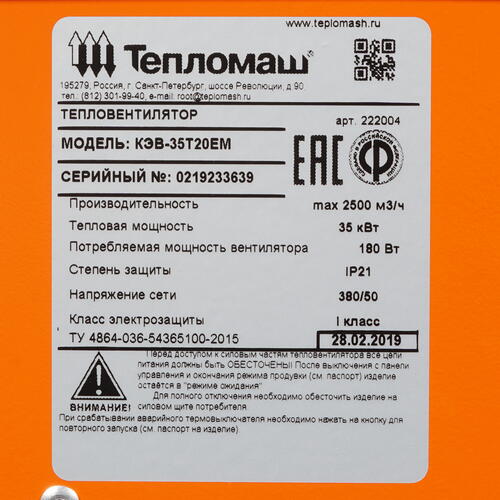 www.teplomash.ru
Тепломаш®
195279, Россия, г. Санкт-Петербург, шоссе Революции, д.90
тел.: (812) 301-99-40, e-mail: root@teplomash.ru
ТЕПЛОВЕНТИЛЯТОР арт. 222004
МОДЕЛЬ: КЭВ-35Т20ЕМ
СЕРИЙНЫЙ №: 0219233639
EAC
СДЕЛАНО В РОССИЙСКОЙ ФЕДЕРАЦИИ
Производительность max 2500 м3/ч
Тепловая мощность 35 кВт
Потребляемая мощность вентилятора 180 Вт
Степень защиты IP21
Напряжение сети 380/50
Класс электрозащиты I класс
ТУ 4864-036-54365100-2015 28.02.2019
Перед доступом к силовым частям тепловентилятора все цепи
питания должны быть ОБЕСТОЧЕНЫ! После выключения с панели
управления и окончания режима продувки (см. паспорт) изделие
остаётся в "режиме ожидания"
Для полного отключения необходимо обесточить изделие на
силовом щите потребителя
ВНИМАНИЕ!
При срабатывании аварийного термовыключателя необходимо нажать на кнопку для
повторного запуска (см. паспорт на изделие)